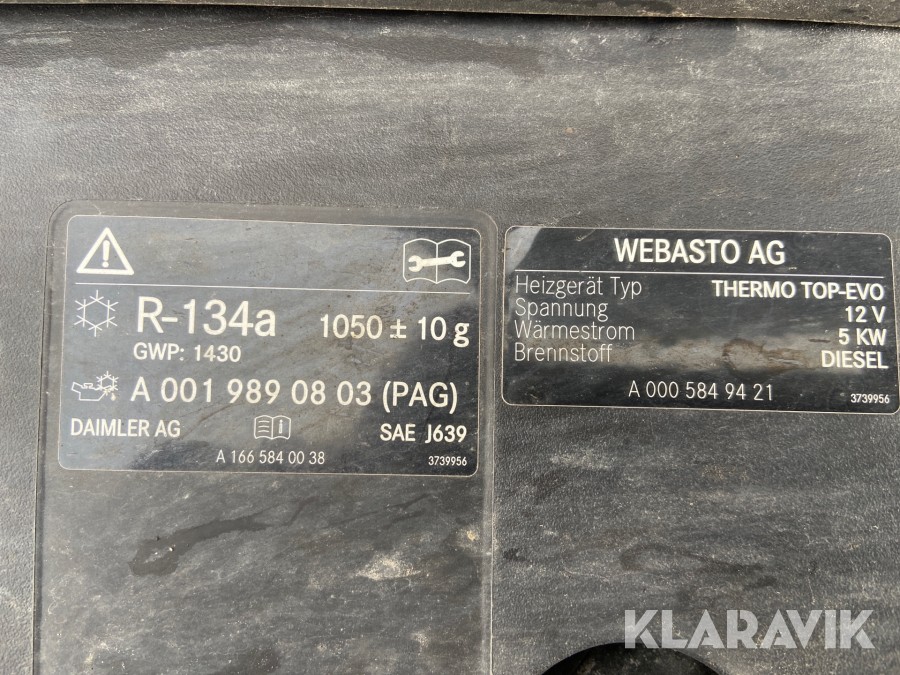 R-134a 1050 ± 10 g
GWP: 1430
A 001 989 08 03 (PAG)
DAIMLER AG SAE J639
A 166 584 00 38 3739956
WEBASTO AG
Heizgerät Typ THERMO TOP-EVO
Spannung 12 V
Wärmestrom 5 KW
Brennstoff DIESEL
A 000 584 94 21 3739956
KLARAVIK